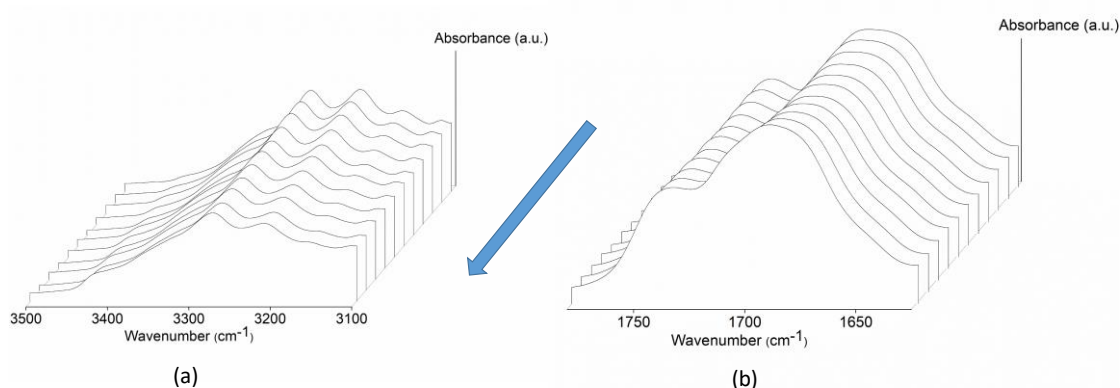 Absorbance (a.u.)
3500 3400 3300 3200 3100
Wavenumber (cm-1)
(a)
Absorbance (a.u.)
1750 1700 1650
Wavenumber (cm-1)
(b)